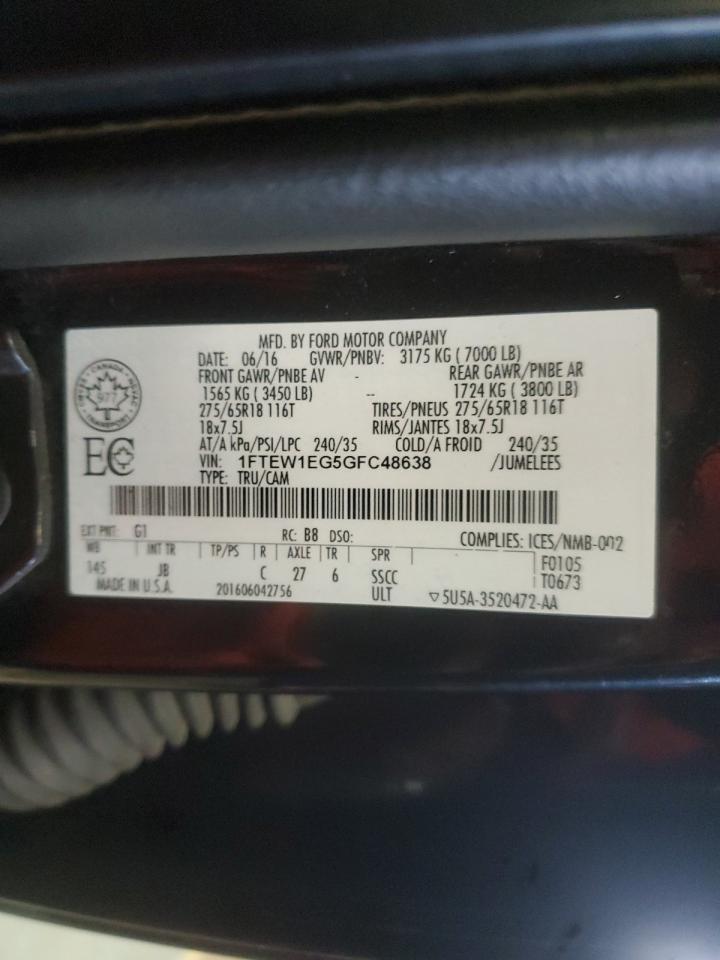 MFD. BY FORD MOTOR COMPANY
DATE: 06/16 GVWR/PNBV: 3175 KG ( 7000 LB)
FRONT GAWR/PNBE AV - REAR GAWR/PNBE AR
1565 KG ( 3450 LB) -- 1724 KG ( 3800 LB)
275/65R18 116T TIRES/PNEUS 275/65R18 116T
18x7.5J RIMS/JANTES 18x7.5J
AT/A kPa/PSI/LPC 240/35 COLD/A FROID 240/35
VIN: 1FTEW1EG5GFC48638 /JUMELEES
TYPE: TRU/CAM
CANADA
977
TRANSPORT
EC
EXT PNT: G1 RC: B8 DSO: COMPLIES: ICES/NMB-002
WB INT TR TP/PS R AXLE TR SPR F0105
145 JB C 27 6 SSCC T0673
MADE IN U.S.A. 201606042756 ULT ▽5U5A-3520472-AA